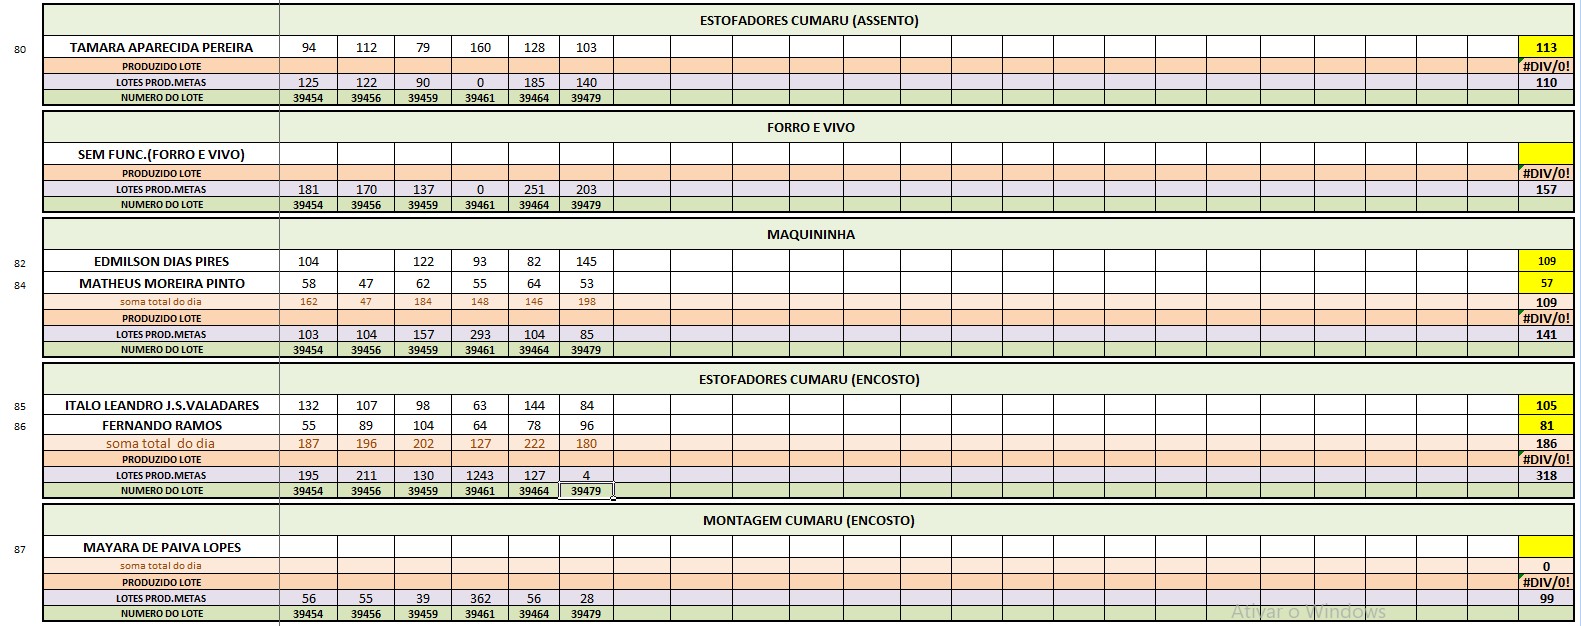 ESTOFADORES CUMARU (ASSENTO)
80 TAMARA APARECIDA PEREIRA 94 112 79 160 128 103 113
PRODUZIDO LOTE #DIV/0!
LOTES PROD.METAS 125 122 90 0 185 140 110
NUMERO DO LOTE 39454 39456 39459 39461 39464 39479
FORRO E VIVO
SEM FUNC.(FORRO E VIVO)
PRODUZIDO LOTE #DIV/0!
LOTES PROD.METAS 181 170 137 0 251 203 157
NUMERO DO LOTE 39454 39456 39459 39461 39464 39479
MAQUININHA
82 EDMILSON DIAS PIRES 104 122 93 82 145 109
84 MATHEUS MOREIRA PINTO 58 47 62 55 64 53 57
soma total do dia 162 47 184 148 146 198 109
PRODUZIDO LOTE #DIV/0!
LOTES PROD.METAS 103 104 157 293 104 85 141
NUMERO DO LOTE 39454 39456 39459 39461 39464 39479
ESTOFADORES CUMARU (ENCOSTO)
85 ITALO LEANDRO J.S.VALADARES 132 107 98 63 144 84 105
86 FERNANDO RAMOS 55 89 104 64 78 96 81
soma total do dia 187 196 202 127 222 180 186
PRODUZIDO LOTE #DIV/0!
LOTES PROD.METAS 195 211 130 1243 127 4 318
NUMERO DO LOTE 39454 39456 39459 39461 39464 39479
MONTAGEM CUMARU (ENCOSTO)
87 MAYARA DE PAIVA LOPES
soma total do dia 0
PRODUZIDO LOTE #DIV/0!
LOTES PROD.METAS 56 55 39 362 56 28 99
NUMERO DO LOTE 39454 39456 39459 39461 39464 39479
Ativar o Windows